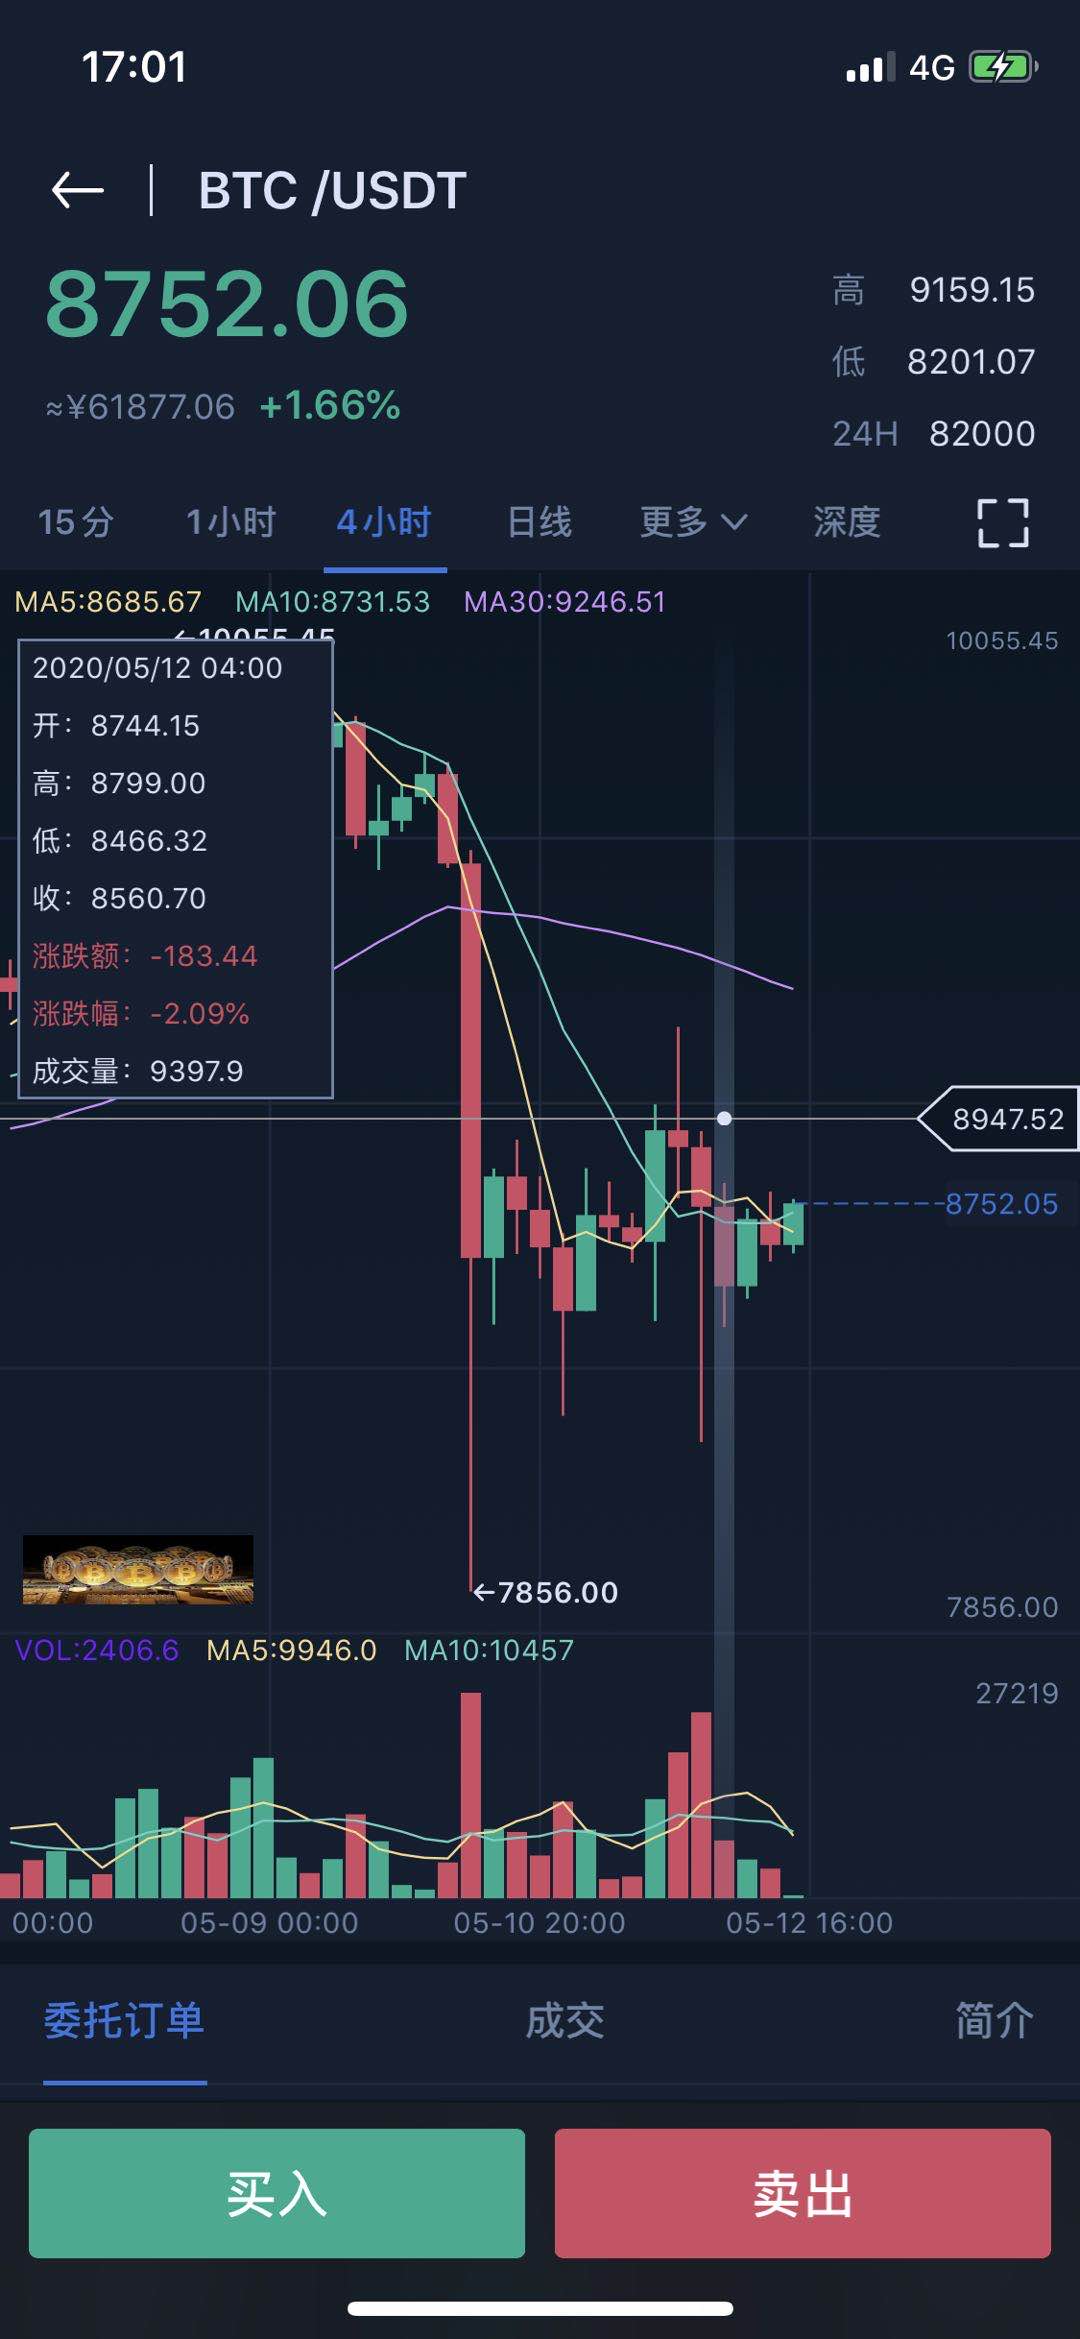 17:01
4G
BTC /USDT
8752.06
高 9159.15
≈¥61877.06 +1.66%
低 8201.07
24H 82000
15分 1小时 4小时 日线 更多 深度
MA5:8685.67 MA10:8731.53 MA30:9246.51
←10055.45
10055.45
2020/05/12 04:00
开：8744.15
高：8799.00
低：8466.32
收：8560.70
涨跌额：-183.44
涨跌幅：-2.09%
成交量：9397.9
8947.52
8752.05
←7856.00
7856.00
VOL:2406.6 MA5:9946.0 MA10:10457
27219
00:00 05-09 00:00 05-10 20:00 05-12 16:00
委托订单 成交 简介
买入 卖出